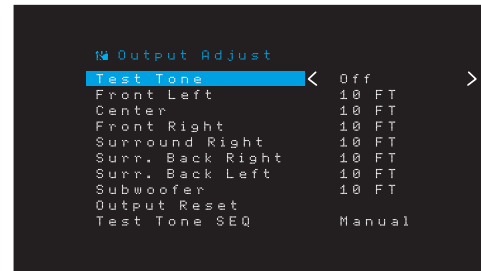 Output Adjust
Test Tone < Off >
Front Left 10 FT
Center 10 FT
Front Right 10 FT
Surround Right 10 FT
Surr. Back Right 10 FT
Surr. Back Left 10 FT
Subwoofer 10 FT
Output Reset
Test Tone SEQ Manual